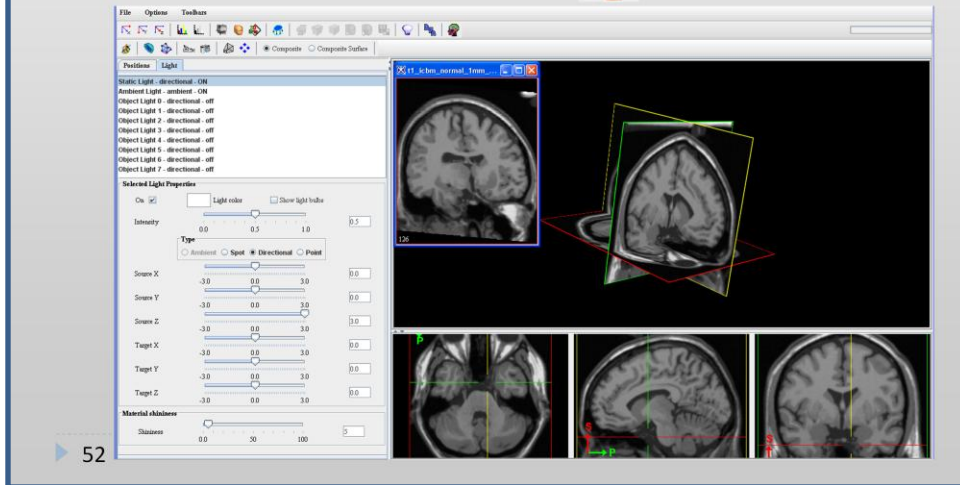 File Options Toolbars
Composite Composite Surface
Positions Light
Static Light - directional - ON
Ambient Light - ambient - ON
Object Light 0 - directional - off
Object Light 1 - directional - off
Object Light 2 - directional - off
Object Light 3 - directional - off
Object Light 4 - directional - off
Object Light 5 - directional - off
Object Light 6 - directional - off
Object Light 7 - directional - off
Selected Light Properties
On Light color Show light bulbs
Intensity 0.5
0.0 0.5 1.0
Type
Ambient Spot Directional Point
Source X 0.0
-3.0 0.0 3.0
Source Y 0.0
-3.0 0.0 3.0
Source Z 3.0
-3.0 0.0 3.0
Target X 0.0
-3.0 0.0 3.0
Target Y 0.0
-3.0 0.0 3.0
Target Z 0.0
-3.0 0.0 3.0
Material shininess
Shininess 5
0.0 50 100
t1_icbm_normal_1mm_...
126
P
S
P
S
52